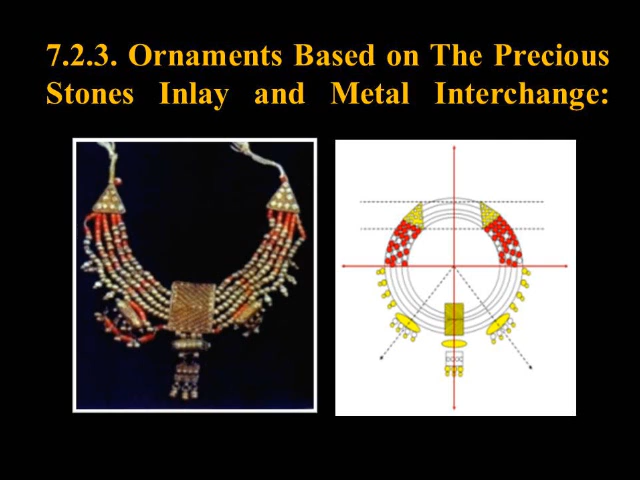 7.2.3. Ornaments Based on The Precious
Stones Inlay and Metal Interchange: